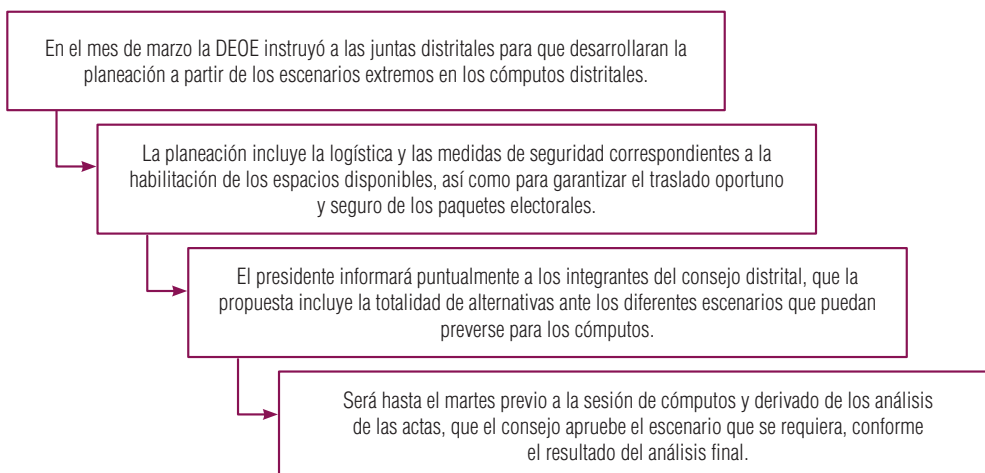 En el mes de marzo la DEOE instruyó a las juntas distritales para que desarrollaran la
planeación a partir de los escenarios extremos en los cómputos distritales.
La planeación incluye la logística y las medidas de seguridad correspondientes a la
habilitación de los espacios disponibles, así como para garantizar el traslado oportuno
y seguro de los paquetes electorales.
El presidente informará puntualmente a los integrantes del consejo distrital, que la
propuesta incluye la totalidad de alternativas ante los diferentes escenarios que puedan
preverse para los cómputos.
Será hasta el martes previo a la sesión de cómputos y derivado de los análisis
de las actas, que el consejo apruebe el escenario que se requiera, conforme
el resultado del análisis final.